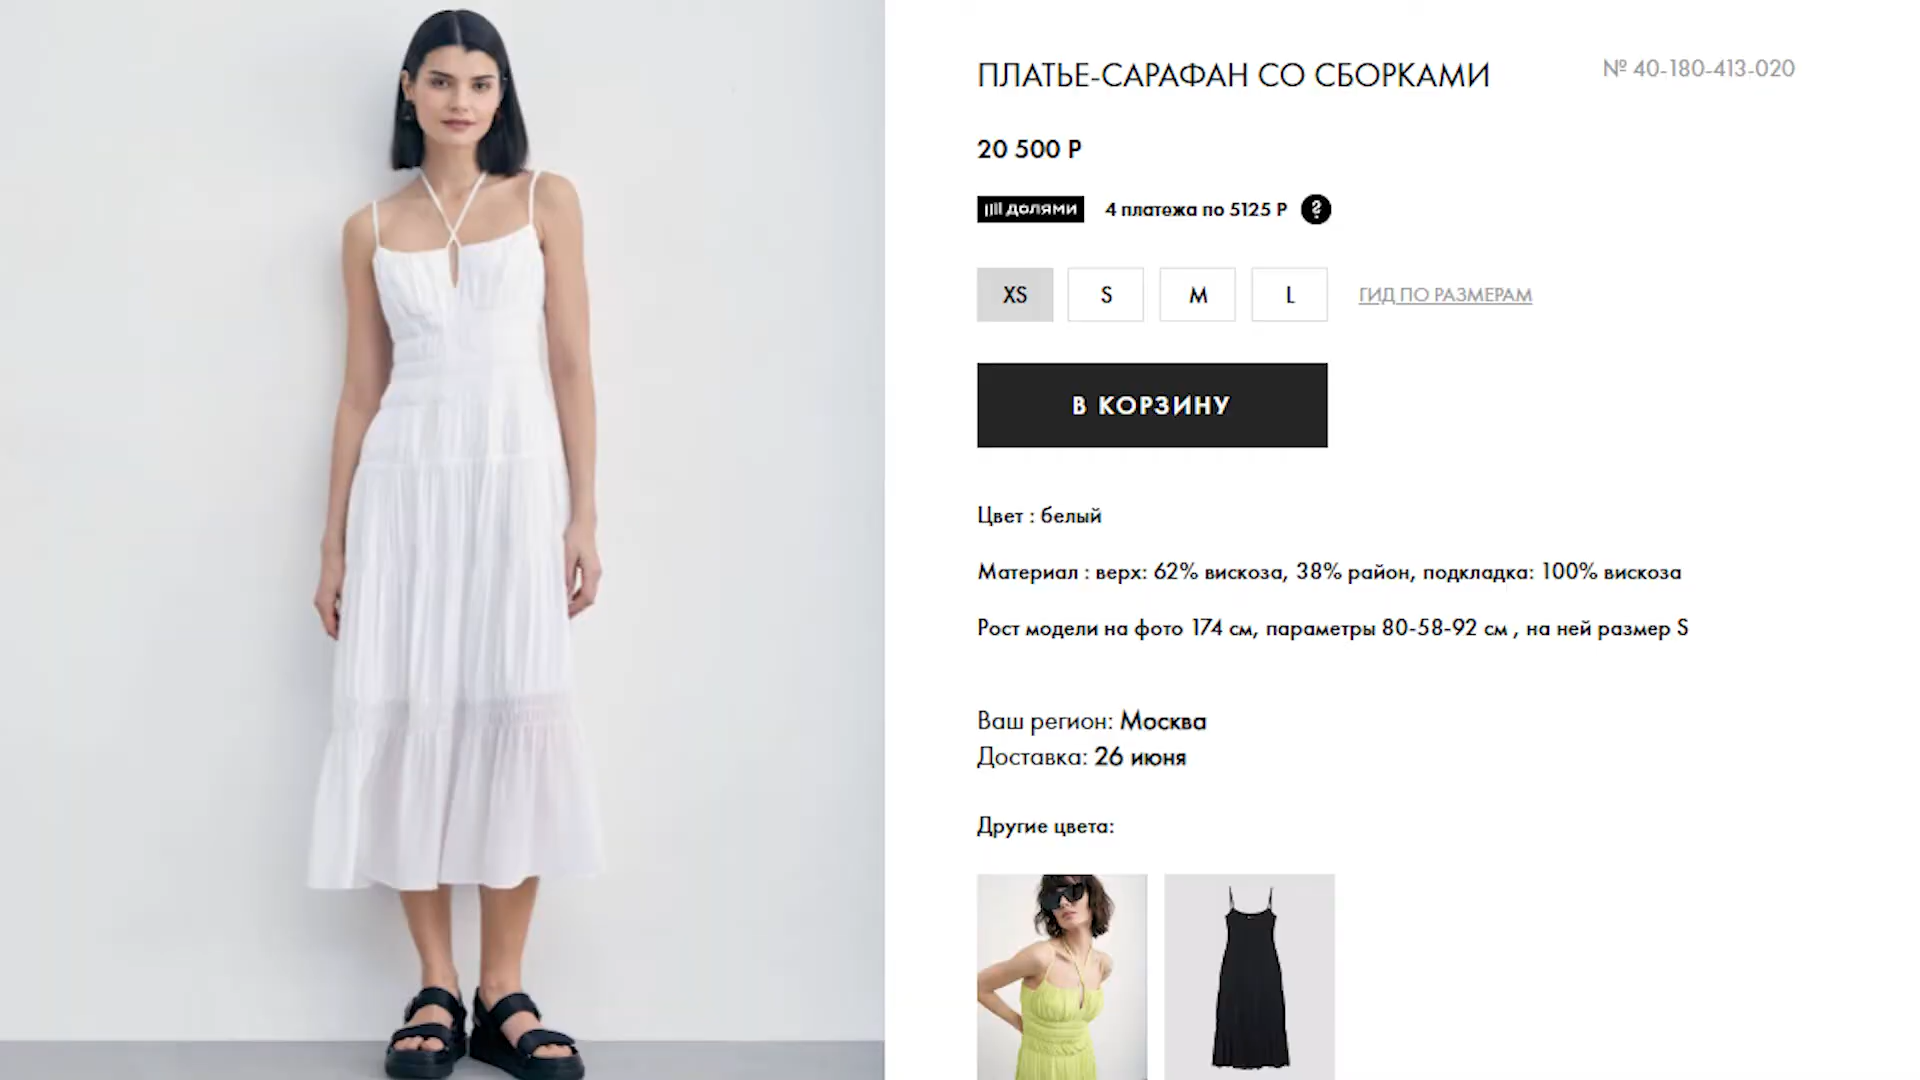 ПЛАТЬЕ-САРАФАН СО СБОРКАМИ
№ 40-180-413-020
20 500 Р
долями 4 платежа по 5125 Р ?
XS S M L ГИД ПО РАЗМЕРАМ
В КОРЗИНУ
Цвет : белый
Материал : верх: 62% вискоза, 38% район, подкладка: 100% вискоза
Рост модели на фото 174 см, параметры 80-58-92 см , на ней размер S
Ваш регион: Москва
Доставка: 26 июня
Другие цвета: